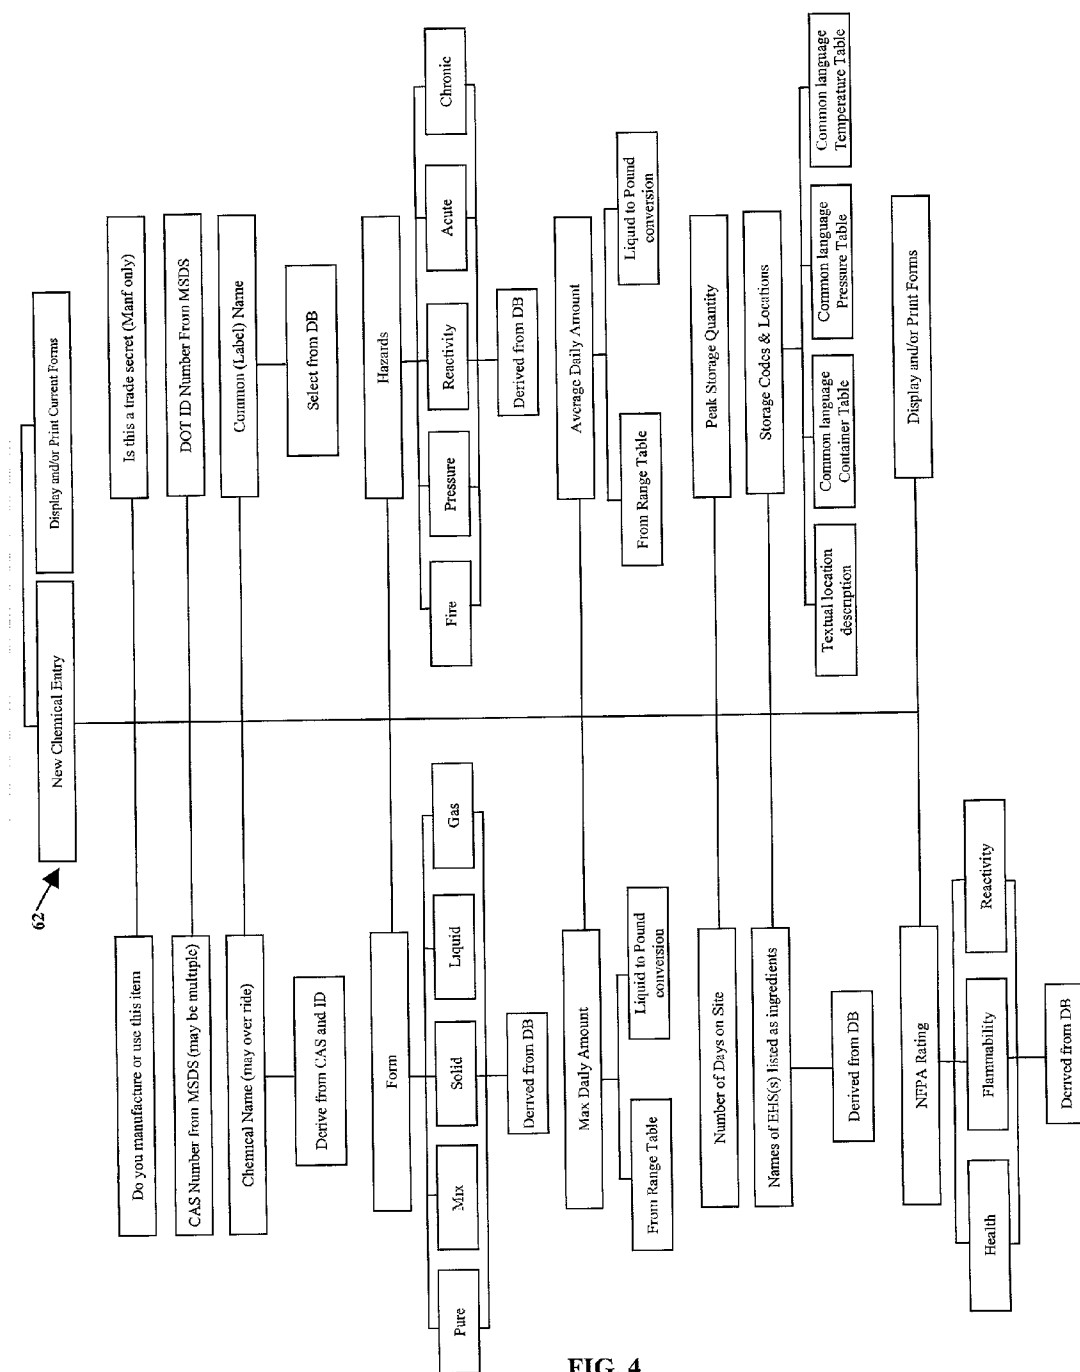 62
New Chemical Entry
Display and/or Print Current Forms
Do you manufacture or use this item
Is this a trade secret (Manf only)
CAS Number from MSDS (may be multiple)
DOT ID Number From MSDS
Chemical Name (may over ride)
Common (Label) Name
Derive from CAS and ID
Select from DB
Form
Hazards
Pure
Mix
Solid
Liquid
Gas
Fire
Pressure
Reactivity
Acute
Chronic
Derived from DB
Derived from DB
Max Daily Amount
Average Daily Amount
From Range Table
Liquid to Pound
conversion
From Range Table
Liquid to Pound
conversion
Number of Days on Site
Peak Storage Quantity
Names of EHS(s) listed as ingredients
Storage Codes & Locations
Derived from DB
Textual location
description
Common language
Container Table
Common language
Pressure Table
Common language
Temperature Table
NFPA Rating
Display and/or Print Forms
Health
Flammability
Reactivity
Derived from DB
FIG. 4